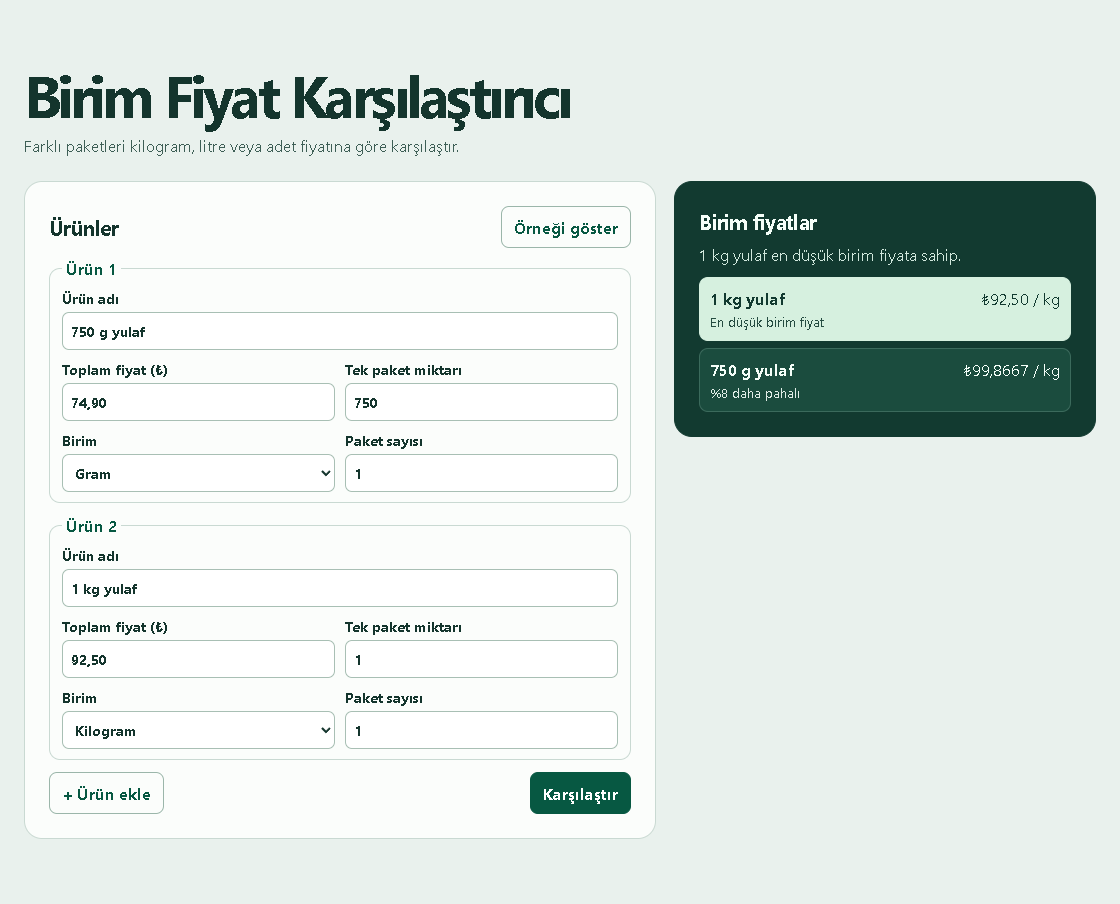 Birim Fiyat Karşılaştırıcı
Farklı paketleri kilogram, litre veya adet fiyatına göre karşılaştır.
Ürünler
Örneği göster
Ürün 1
Ürün adı
750 g yulaf
Toplam fiyat (₺)
Tek paket miktarı
74,90
750
Birim
Paket sayısı
Gram
1
Ürün 2
Ürün adı
1 kg yulaf
Toplam fiyat (₺)
Tek paket miktarı
92,50
1
Birim
Paket sayısı
Kilogram
1
+ Ürün ekle
Karşılaştır
Birim fiyatlar
1 kg yulaf en düşük birim fiyata sahip.
1 kg yulaf
₺92,50 / kg
En düşük birim fiyat
750 g yulaf
₺99,8667 / kg
%8 daha pahalı